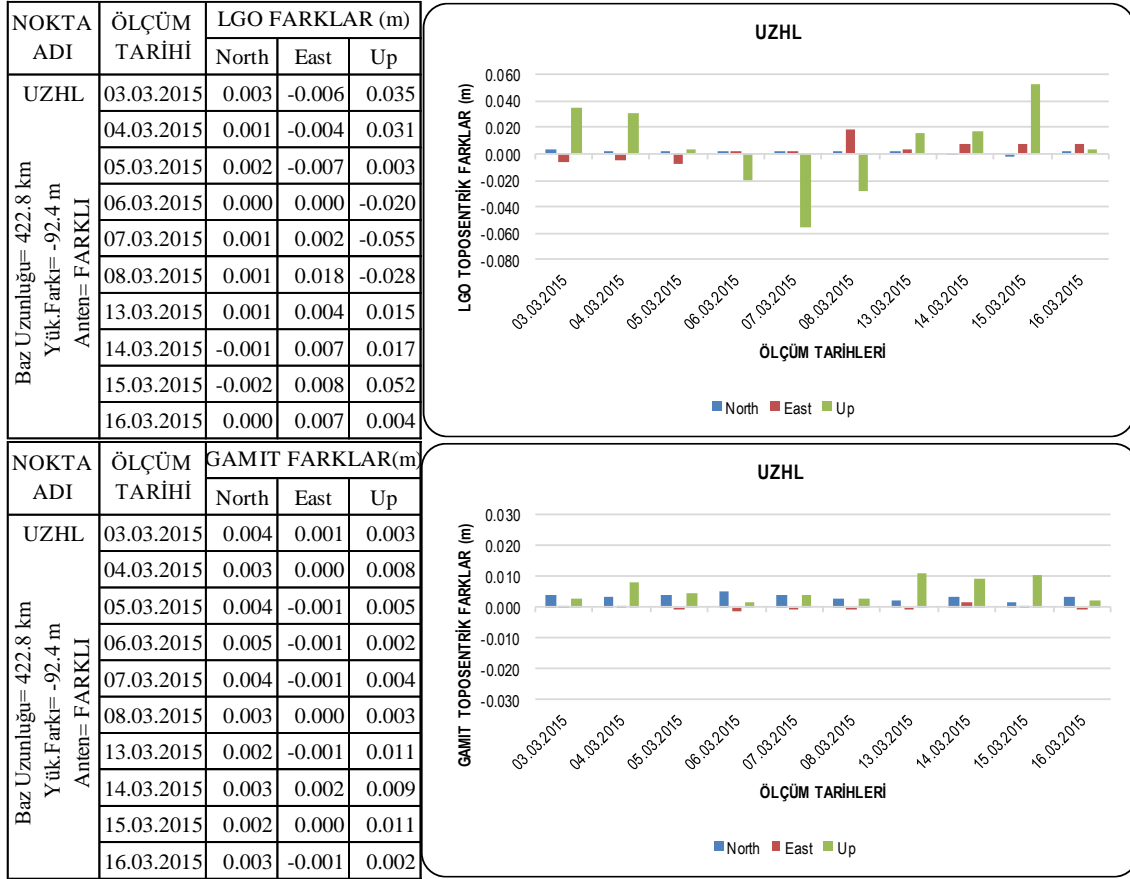 NOKTA ADI ÖLÇÜM TARİHİ LGO FARKLAR (m)
North East Up
UZHL 03.03.2015 0.003 -0.006 0.035
04.03.2015 0.001 -0.004 0.031
05.03.2015 0.002 -0.007 0.003
06.03.2015 0.000 0.000 -0.020
07.03.2015 0.001 0.002 -0.055
08.03.2015 0.001 0.018 -0.028
13.03.2015 0.001 0.004 0.015
14.03.2015 -0.001 0.007 0.017
15.03.2015 -0.002 0.008 0.052
16.03.2015 0.000 0.007 0.004
Baz Uzunluğu= 422.8 km
Yük.Farkı= -92.4 m
Anten= FARKLI
UZHL
LGO TOPOSENTRİK FARKLAR (m)
0.060
0.040
0.020
0.000
-0.020
-0.040
-0.060
-0.080
03.03.2015 04.03.2015 05.03.2015 06.03.2015 07.03.2015 08.03.2015 13.03.2015 14.03.2015 15.03.2015 16.03.2015
ÖLÇÜM TARİHLERİ
North East Up
NOKTA ADI ÖLÇÜM TARİHİ GAMIT FARKLAR(m)
North East Up
UZHL 03.03.2015 0.004 0.001 0.003
04.03.2015 0.003 0.000 0.008
05.03.2015 0.004 -0.001 0.005
06.03.2015 0.005 -0.001 0.002
07.03.2015 0.004 -0.001 0.004
08.03.2015 0.003 0.000 0.003
13.03.2015 0.002 -0.001 0.011
14.03.2015 0.003 0.002 0.009
15.03.2015 0.002 0.000 0.011
16.03.2015 0.003 -0.001 0.002
Baz Uzunluğu= 422.8 km
Yük.Farkı= -92.4 m
Anten= FARKLI
UZHL
GAMIT TOPOSENTRİK FARKLAR (m)
0.030
0.020
0.010
0.000
-0.010
-0.020
-0.030
03.03.2015 04.03.2015 05.03.2015 06.03.2015 07.03.2015 08.03.2015 13.03.2015 14.03.2015 15.03.2015 16.03.2015
ÖLÇÜM TARİHLERİ
North East Up